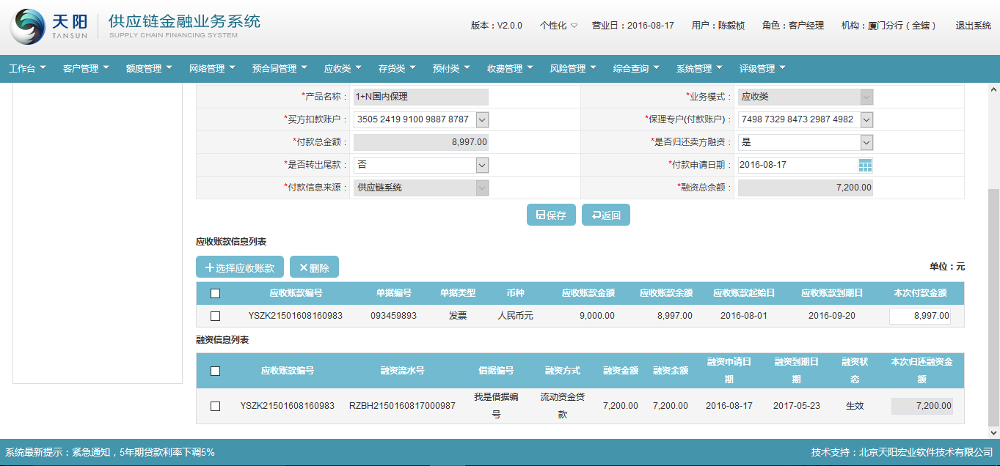 天阳 TANSUN 供应链金融业务系统 SUPPLY CHAIN FINANCING SYSTEM 版本：V2.0.0 个性化 营业日：2016-08-17 用户：陈毅桢 角色：客户经理 机构：厦门分行（全辖） 退出系统
工作台 客户管理 额度管理 网络管理 预合同管理 应收类 存货类 预付类 收费管理 风险管理 综合查询 系统管理 评级管理
*产品名称： 1+N国内保理 *业务模式： 应收类
*买方扣款账户： 3505 2419 9100 9887 8787 *保理专户(付款账户)： 7498 7329 8473 2987 4982
*付款总金额： 8,997.00 *是否归还卖方融资： 是
*是否转出尾款： 否 *付款申请日期： 2016-08-17
*付款信息来源： 供应链系统 *融资总余额： 7,200.00
保存 返回
应收账款信息列表
选择应收账款 删除 单位：元
应收账款编号 单据编号 单据类型 币种 应收账款金额 应收账款余额 应收账款起始日 应收账款到期日 本次付款金额
YSZK21501608160983 093459893 发票 人民币元 9,000.00 8,997.00 2016-08-01 2016-09-20 8,997.00
融资信息列表
应收账款编号 融资流水号 借据编号 融资方式 融资金额 融资余额 融资申请日期 融资到期日期 融资状态 本次归还融资金额
YSZK21501608160983 RZBH2150160817000987 我是借据编号 流动资金贷款 7,200.00 7,200.00 2016-08-17 2017-05-23 生效 7,200.00
系统最新提示：紧急通知，5年期贷款利率下调5% 技术支持：北京天阳宏业软件技术有限公司